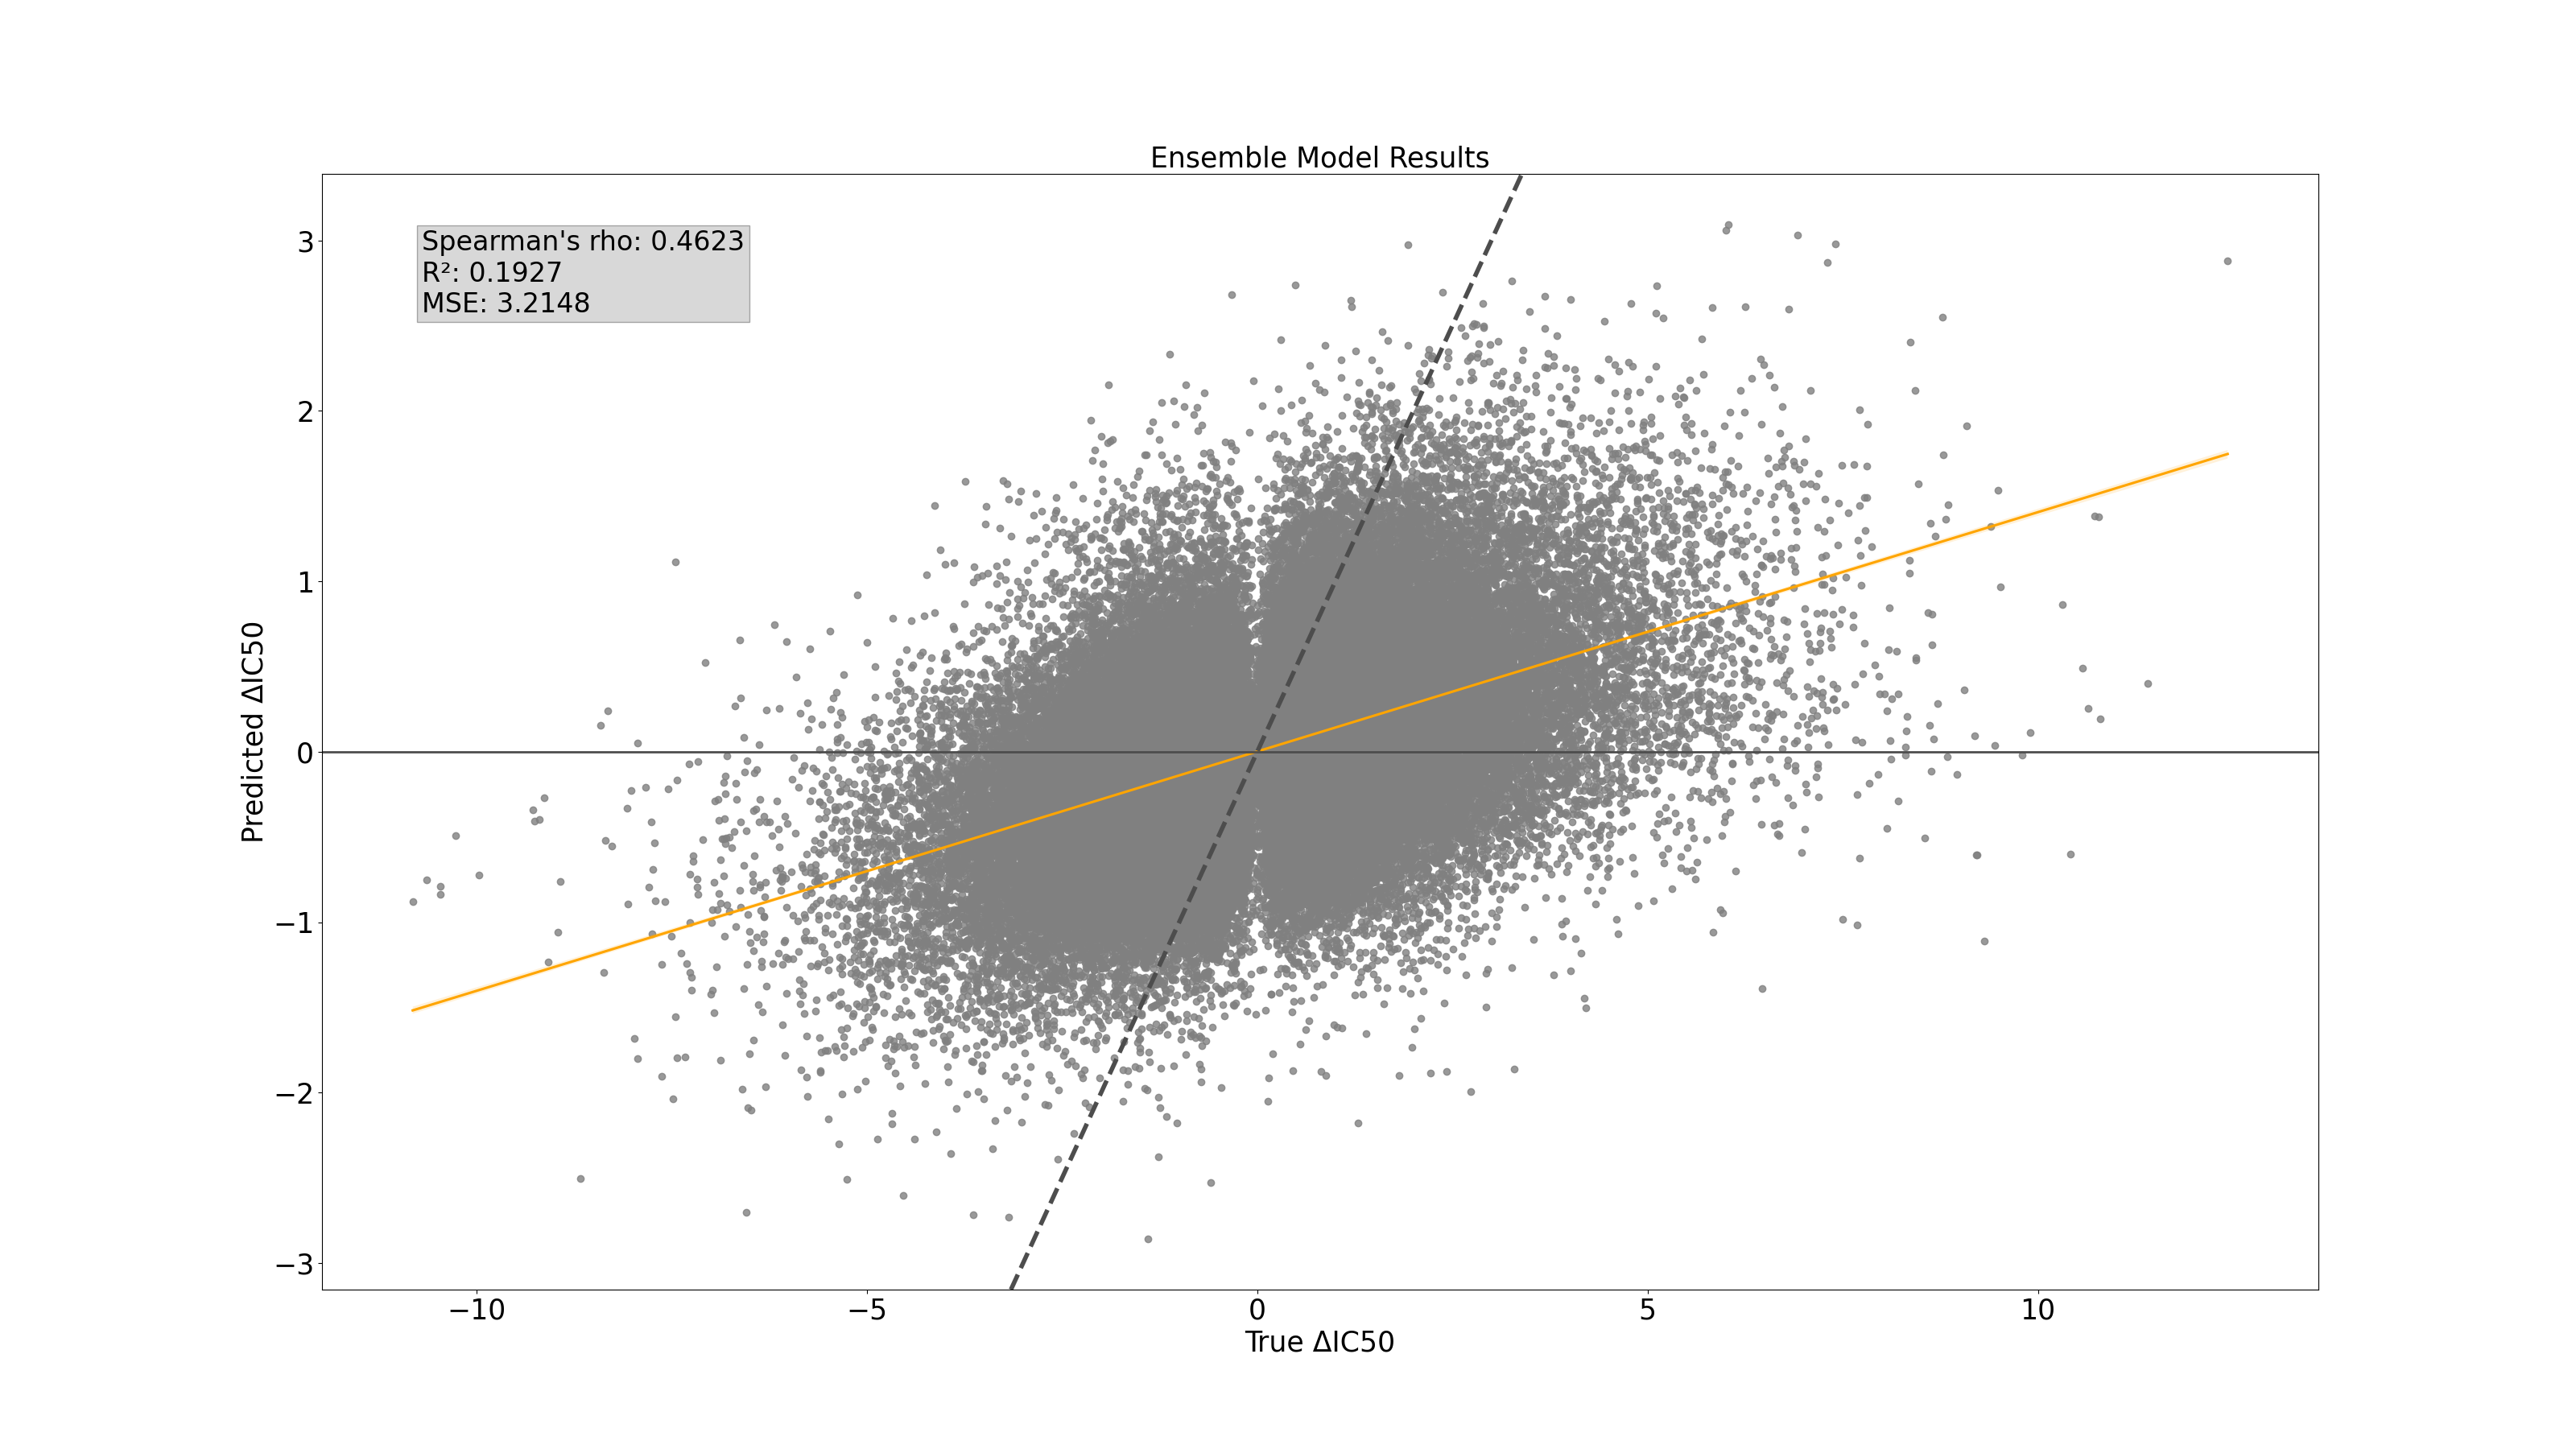 Ensemble Model Results
Spearman's rho: 0.4623
R²: 0.1927
MSE: 3.2148
3
2
1
0
−1
−2
−3
Predicted ΔIC50
−10 −5 0 5 10
True ΔIC50